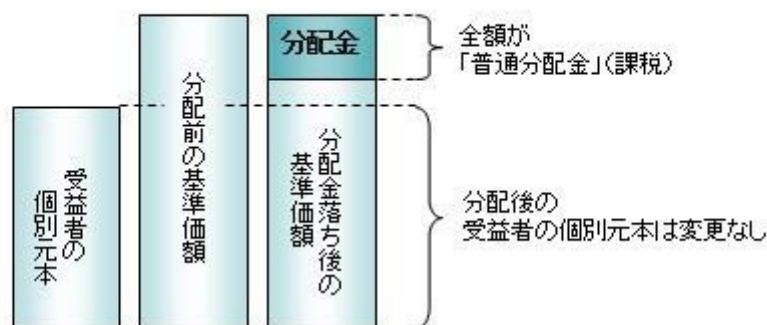 受益者の
個別元本
分配前の基準価額
分配金
分配金落ち後の
基準価額
全額が
「普通分配金」(課税)
分配後の
受益者の個別元本は変更なし